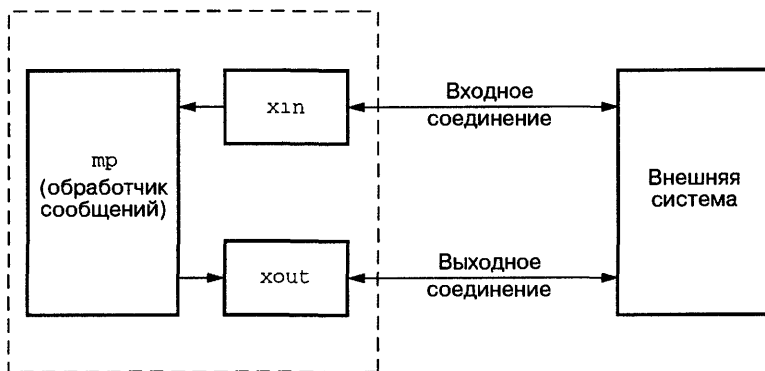 mp
(обработчик
сообщений)
xin
Входное
соединение
Внешняя
система
xout
Выходное
соединение